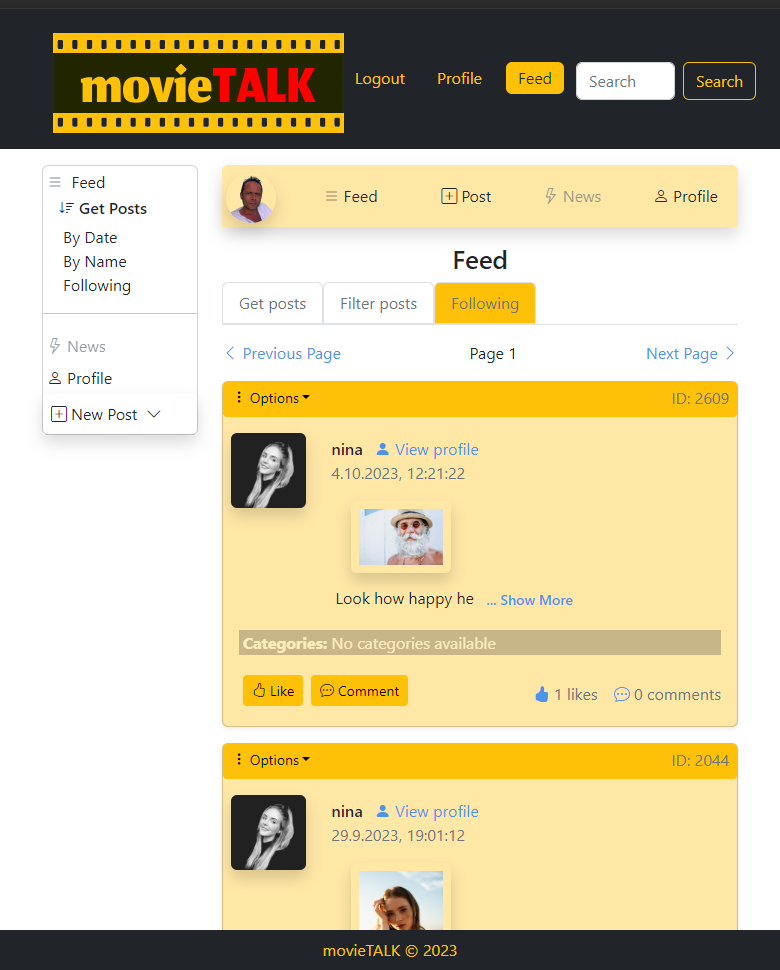 movieTALK
Logout Profile Feed Search Search
Feed
Get Posts
By Date
By Name
Following
News
Profile
New Post
Feed Post News Profile
Feed
Get posts Filter posts Following
Previous Page Page 1 Next Page
Options ID: 2609
nina View profile
4.10.2023, 12:21:22
Look how happy he ... Show More
Categories: No categories available
Like Comment 1 likes 0 comments
Options ID: 2044
nina View profile
29.9.2023, 19:01:12
movieTALK © 2023